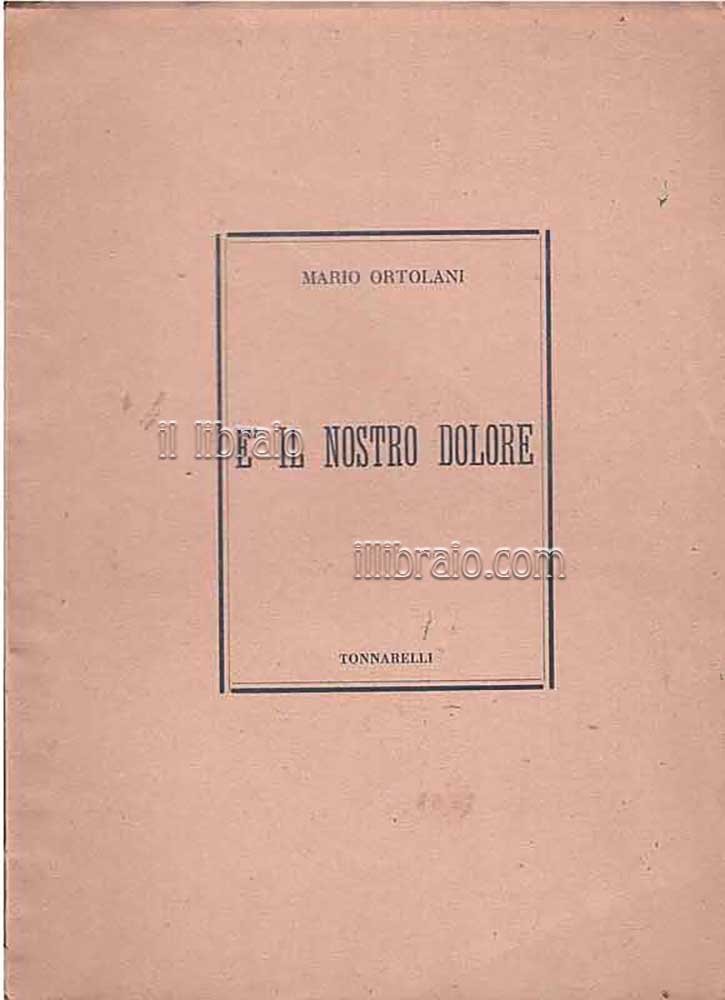 MARIO ORTOLANI
il libraio
E' IL NOSTRO DOLORE
illibraio.com
TONNARELLI